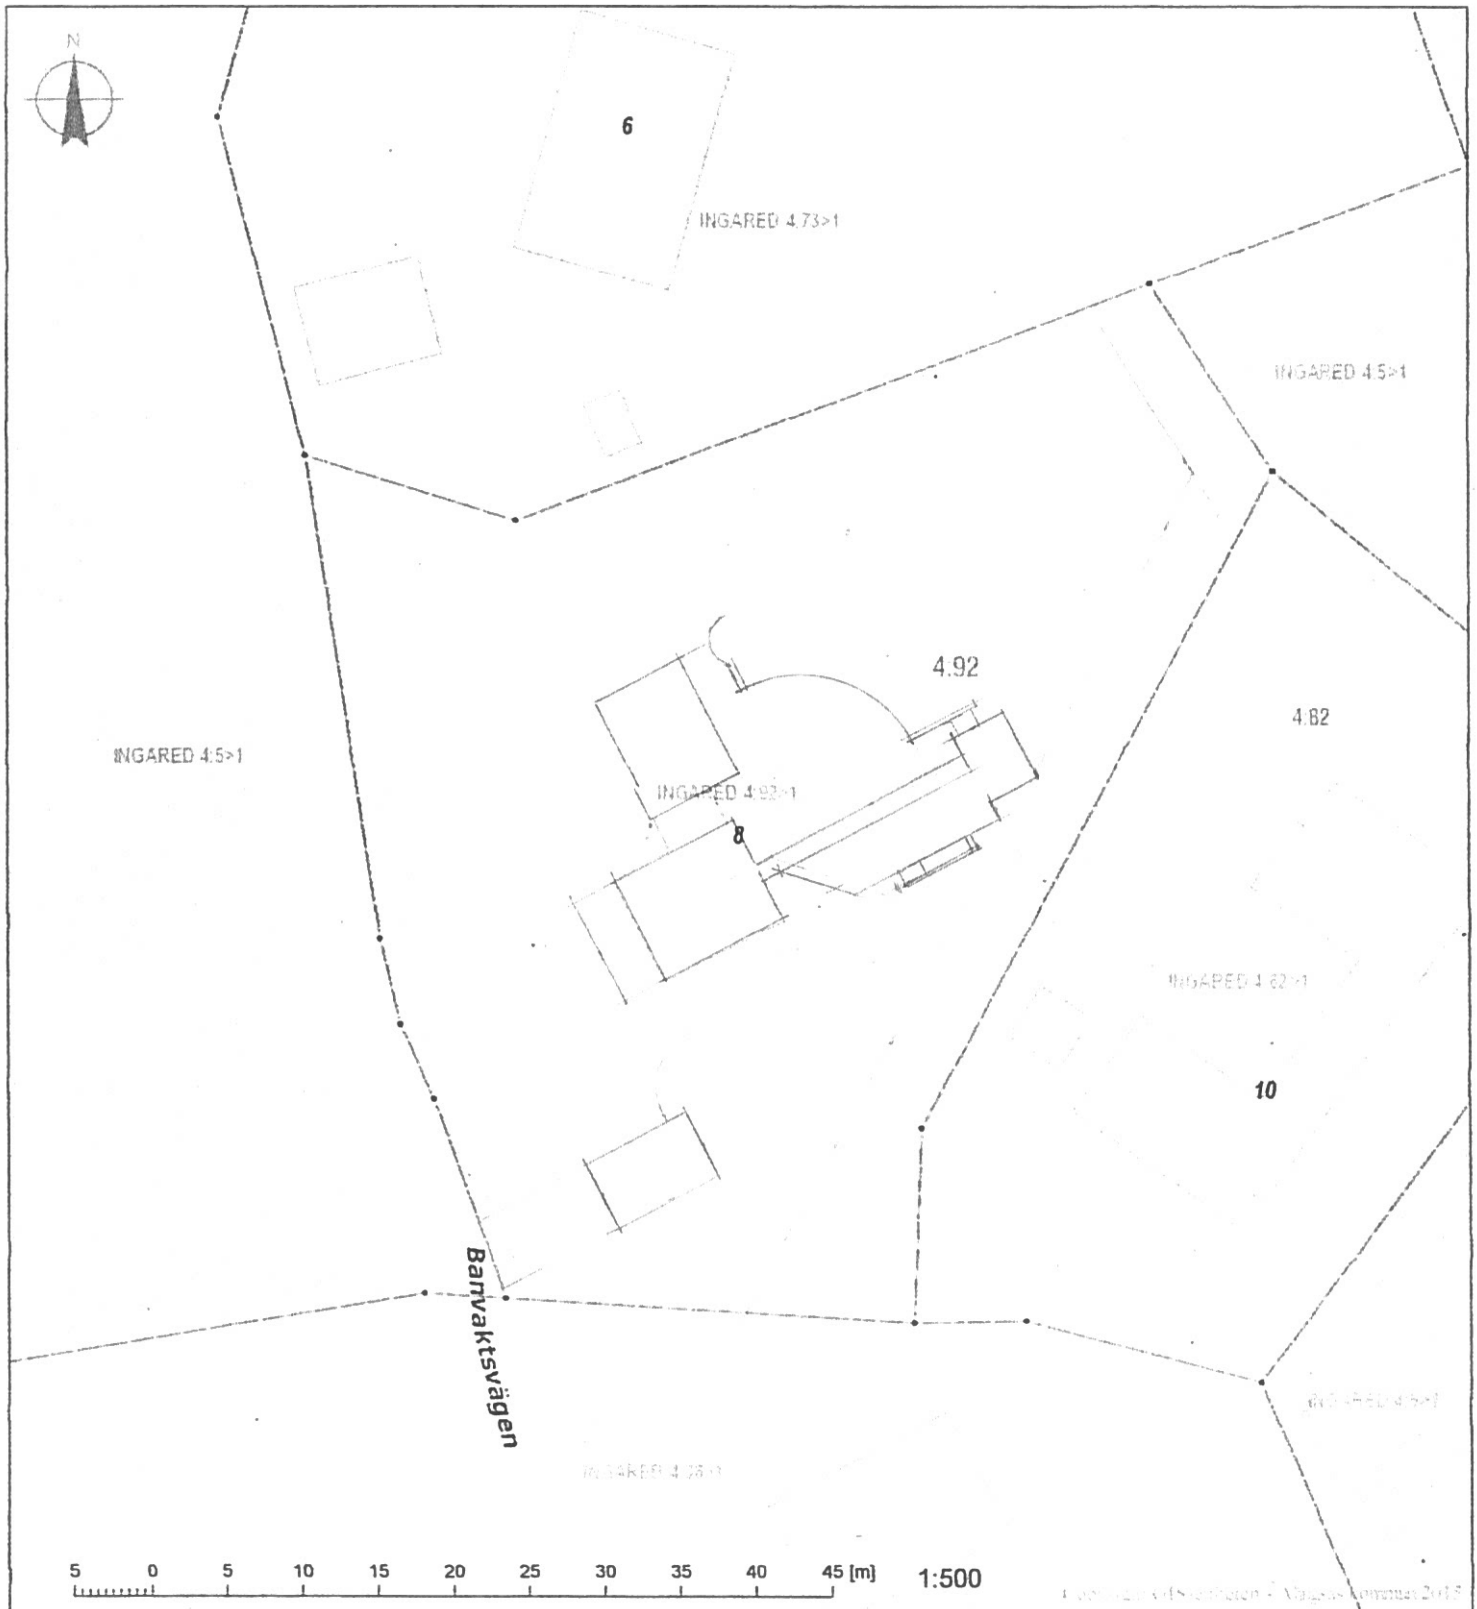 N
6
INGARED 4:73>1
INGARED 4:5>1
4:92
4:82
INGARED 4:5>1
INGARED 4:92>1
8
INGARED 4:82>1
10
Banvaktsvägen
5 0 5 10 15 20 25 30 35 40 45 [m]
1:500